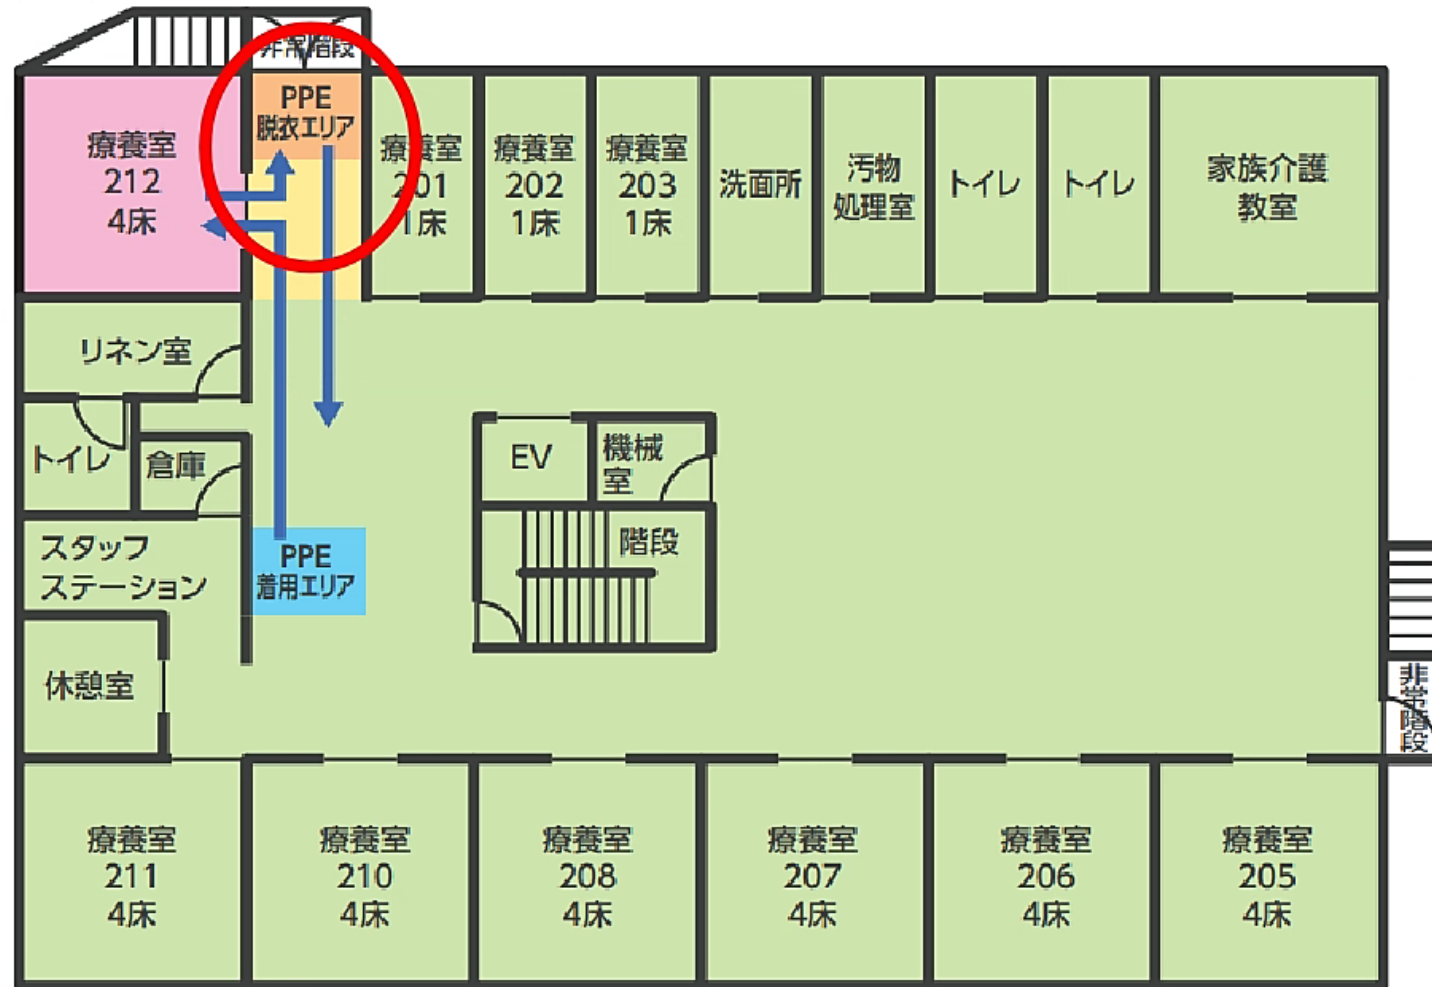 非常階段
PPE
脱衣エリア
療養室
212
4床
療養室
201
1床
療養室
202
1床
療養室
203
1床
洗面所
汚物
処理室
トイレ
トイレ
家族介護
教室
リネン室
トイレ
倉庫
EV
機械
室
階段
スタッフ
ステーション
PPE
着用エリア
休憩室
非常階段
療養室
211
4床
療養室
210
4床
療養室
208
4床
療養室
207
4床
療養室
206
4床
療養室
205
4床